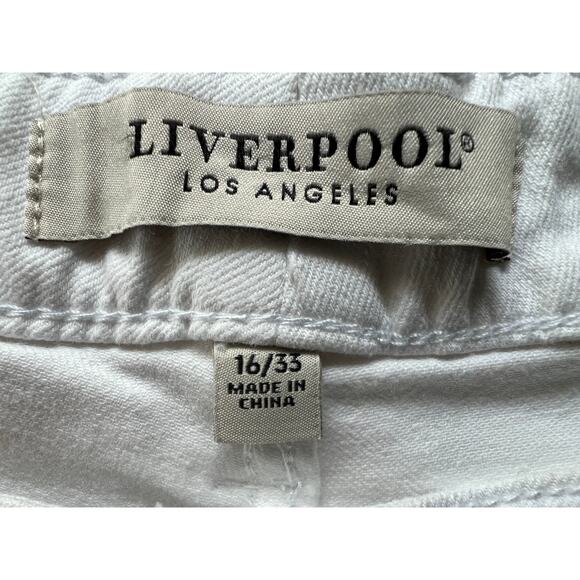 LIVERPOOL®
LOS ANGELES
16/33
MADE IN
CHINA